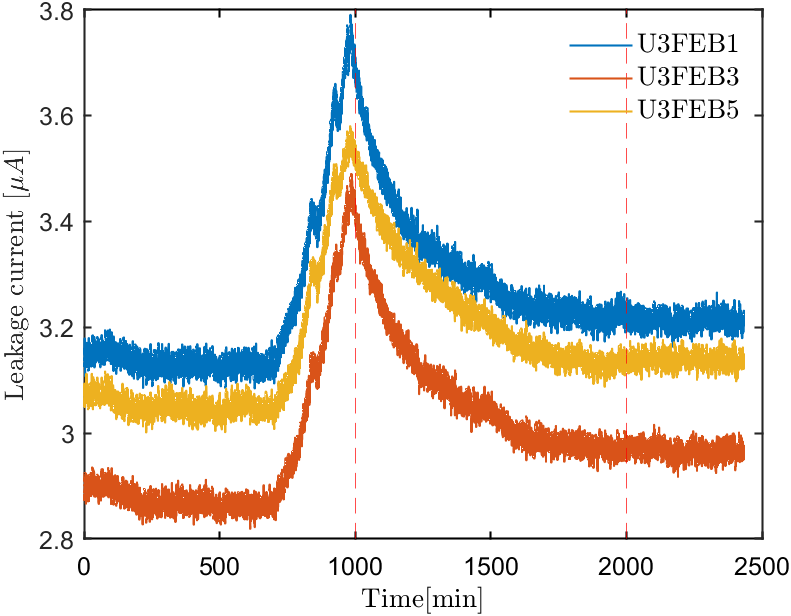 3.8
3.6
3.4
3.2
3
2.8
Leakage current [μA]
U3FEB1
U3FEB3
U3FEB5
0 500 1000 1500 2000 2500
Time[min]